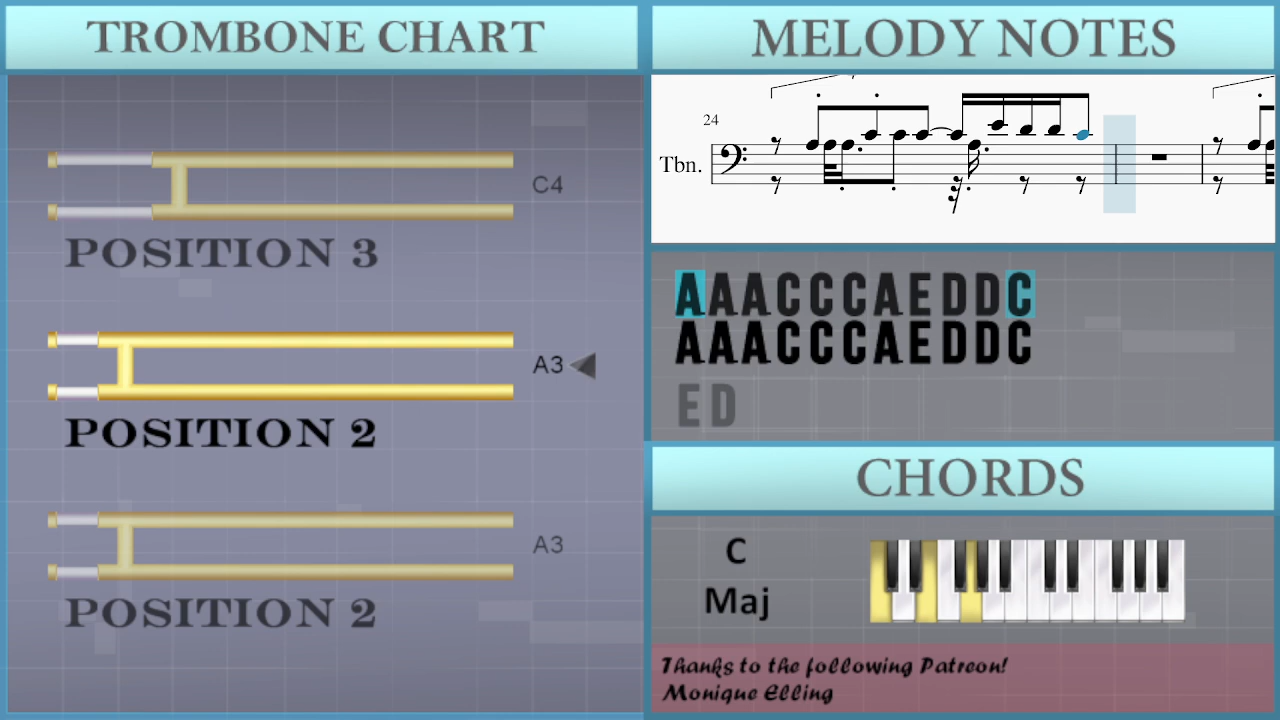 TROMBONE CHART
C4
POSITION 3
A3
POSITION 2
A3
POSITION 2
MELODY NOTES
24
Tbn.
AAACCCAEDDC
AAACCCAEDDC
ED
CHORDS
C
Maj
Thanks to the following Patreon!
Monique Elling